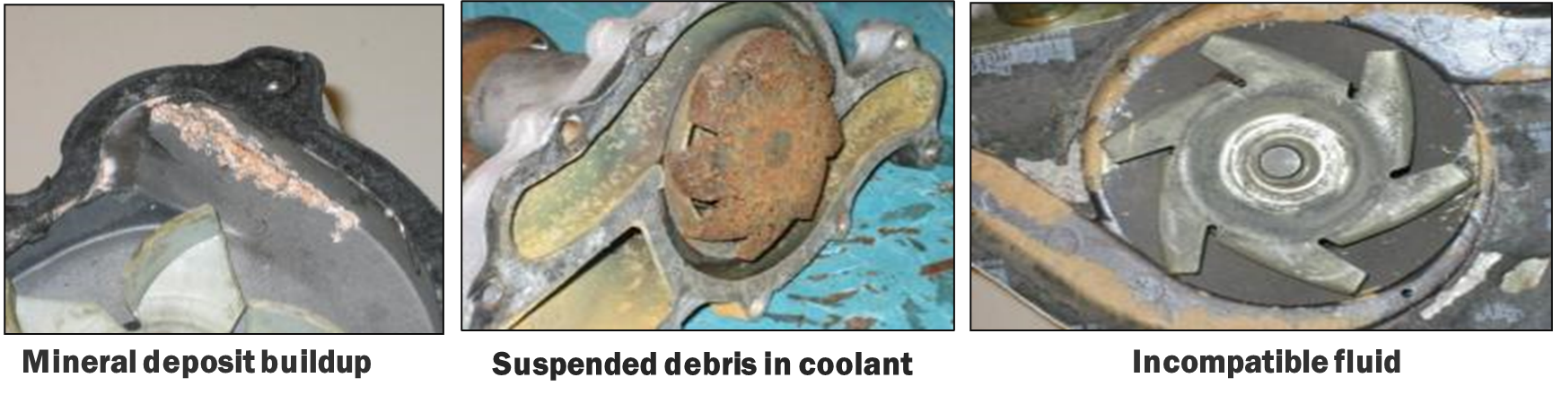 Mineral deposit buildup
Suspended debris in coolant
Incompatible fluid